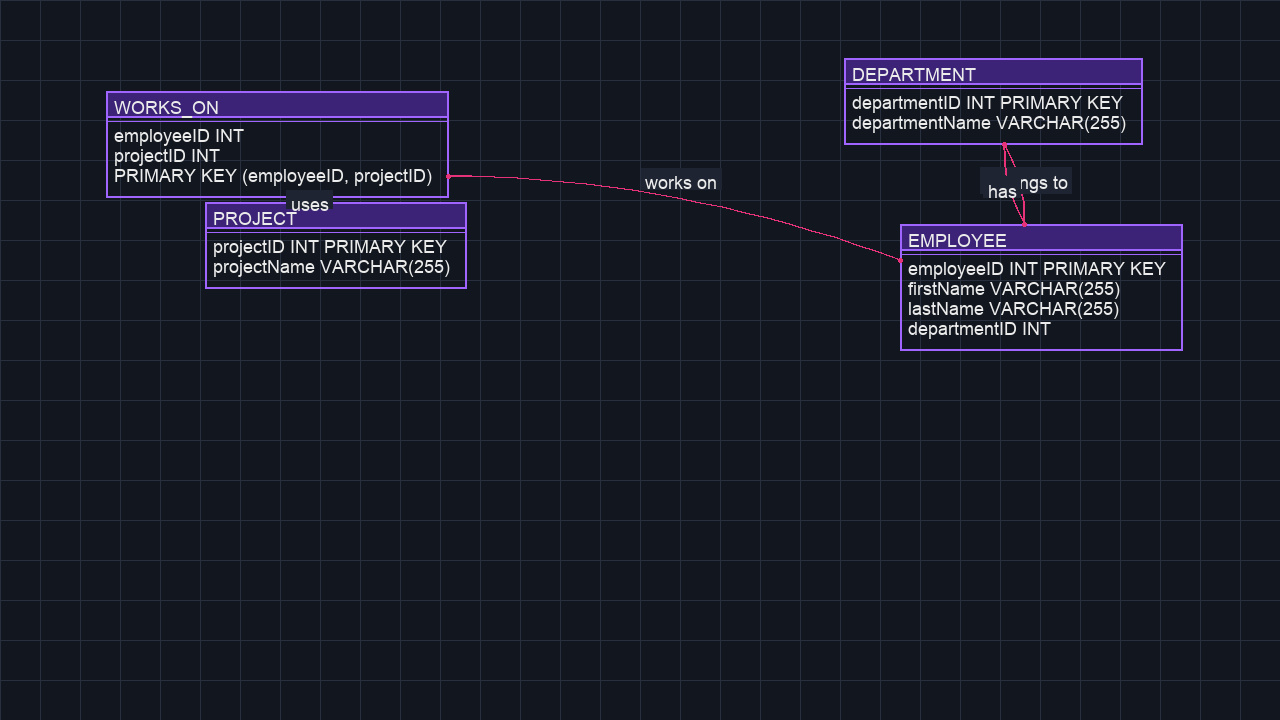 WORKS_ON
employeeID INT
projectID INT
PRIMARY KEY (employeeID, projectID)
uses
PROJECT
projectID INT PRIMARY KEY
projectName VARCHAR(255)
works on
DEPARTMENT
departmentID INT PRIMARY KEY
departmentName VARCHAR(255)
has
to
EMPLOYEE
employeeID INT PRIMARY KEY
firstName VARCHAR(255)
lastName VARCHAR(255)
departmentID INT